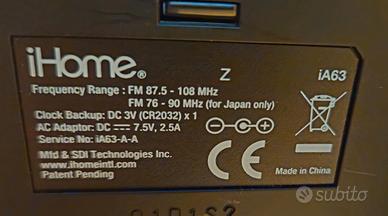 iHome®
Z
iA63
Frequency Range : FM 87.5 - 108 MHz
FM 76 - 90 MHz (for Japan only)
Clock Backup: DC 3V (CR2032) x 1
AC Adaptor: DC 7.5V, 2.5A
Service No: iA63-A-A
Mfd & SDI Technologies Inc.
www.ihomeintl.com
Patent Pending
CE
Made in China
subito